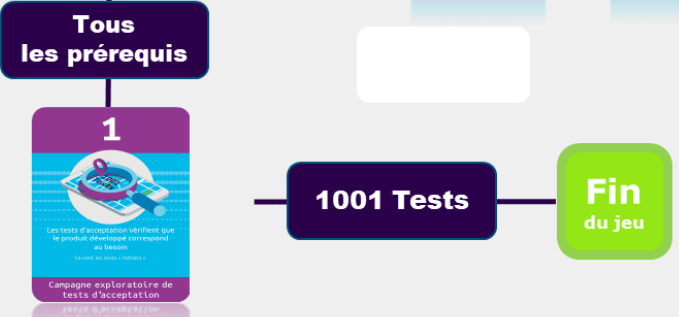 Tous
les prérequis
1
Les tests d'acceptation vérifient que
le produit développé correspond
au besoin
Ce sont les tests « métiers »
Campagne exploratoire de
tests d'acceptation
1001 Tests
Fin
du jeu